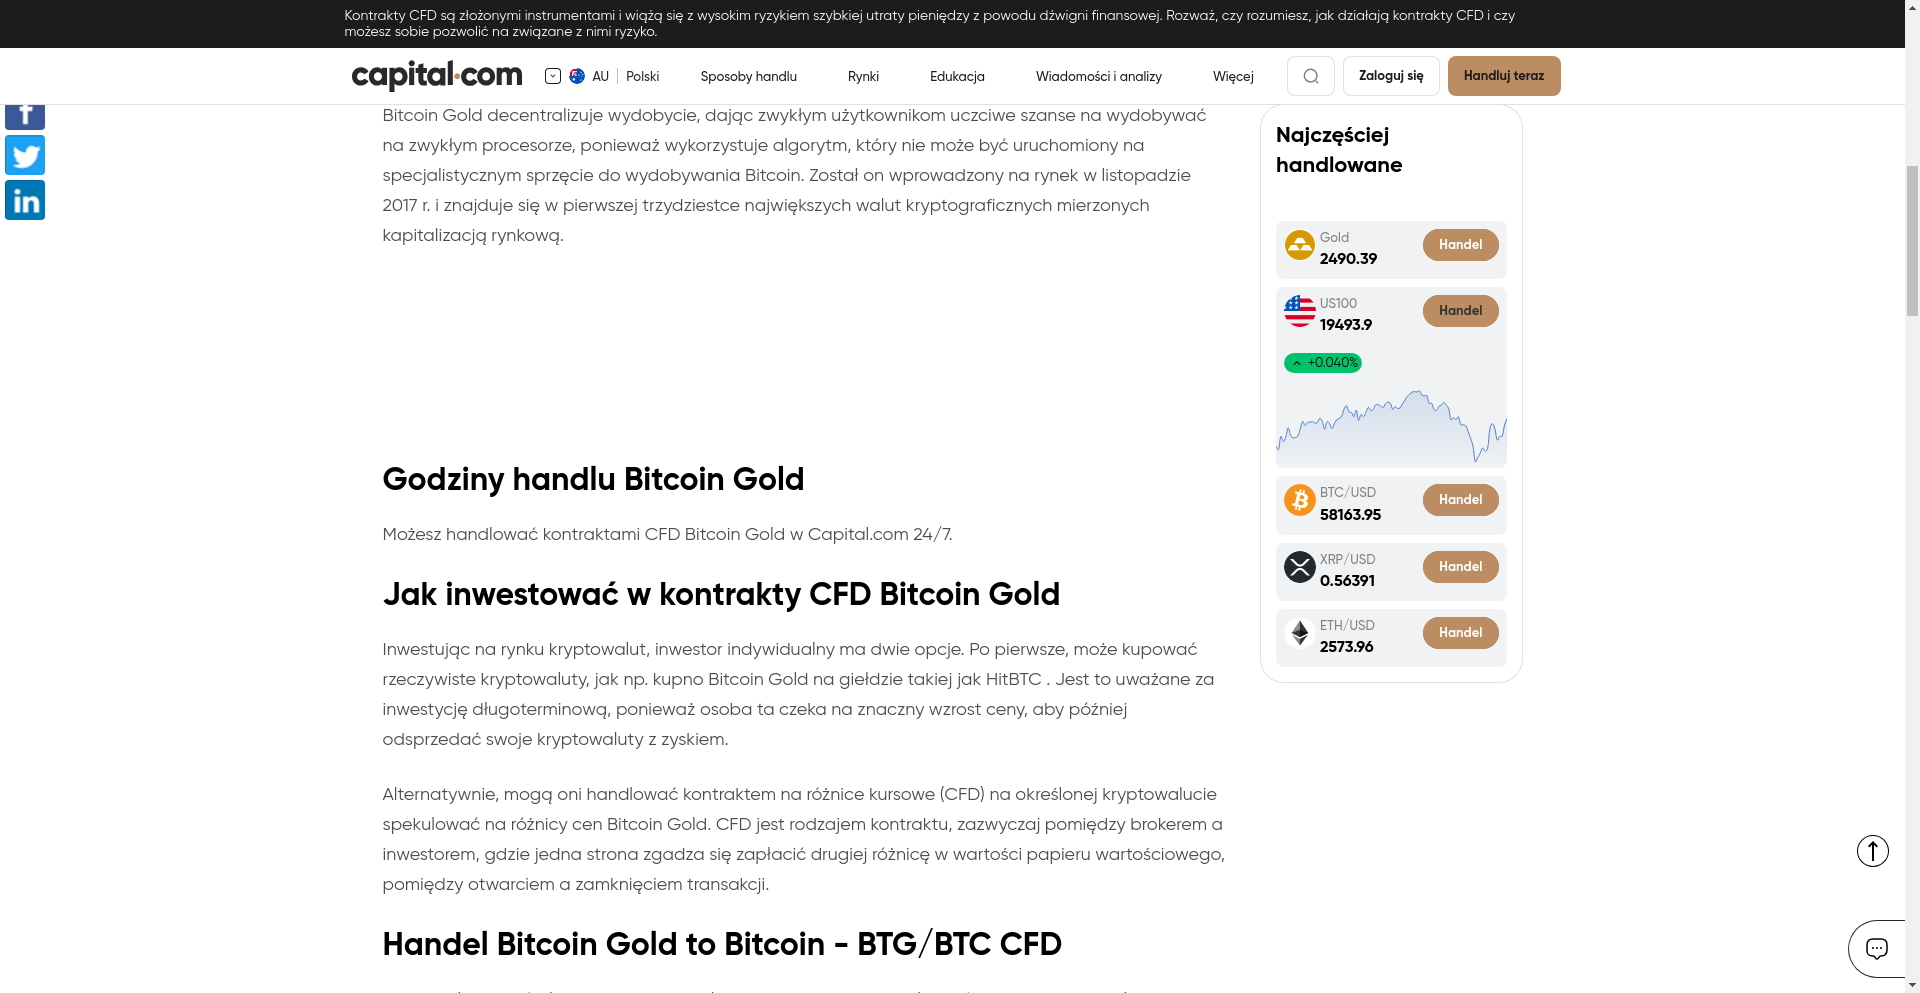 Kontrakty CFD są złożonymi instrumentami i wiążą się z wysokim ryzykiem szybkiej utraty pieniędzy z powodu dźwigni finansowej. Rozważ, czy rozumiesz, jak działają kontrakty CFD i czy
możesz sobie pozwolić na związane z nimi ryzyko.
capital.com
AU
Polski
Sposoby handlu
Rynki
Edukacja
Wiadomości i analizy
Więcej
Zaloguj się
Handluj teraz
Bitcoin Gold decentralizuje wydobycie, dając zwykłym użytkownikom uczciwe szanse na wydobywać
na zwykłym procesorze, ponieważ wykorzystuje algorytm, który nie może być uruchomiony na
specjalistycznym sprzęcie do wydobywania Bitcoin. Został on wprowadzony na rynek w listopadzie
2017 r. i znajduje się w pierwszej trzydziestce największych walut kryptograficznych mierzonych
kapitalizacją rynkową.
Godziny handlu Bitcoin Gold
Możesz handlować kontraktami CFD Bitcoin Gold w Capital.com 24/7.
Jak inwestować w kontrakty CFD Bitcoin Gold
Inwestując na rynku kryptowalut, inwestor indywidualny ma dwie opcje. Po pierwsze, może kupować
rzeczywiste kryptowaluty, jak np. kupno Bitcoin Gold na giełdzie takiej jak HitBTC . Jest to uważane za
inwestycję długoterminową, ponieważ osoba ta czeka na znaczny wzrost ceny, aby później
odsprzedać swoje kryptowaluty z zyskiem.
Alternatywnie, mogą oni handlować kontraktem na różnice kursowe (CFD) na określonej kryptowalucie
spekulować na różnicy cen Bitcoin Gold. CFD jest rodzajem kontraktu, zazwyczaj pomiędzy brokerem a
inwestorem, gdzie jedna strona zgadza się zapłacić drugiej różnicę w wartości papieru wartościowego,
pomiędzy otwarciem a zamknięciem transakcji.
Handel Bitcoin Gold to Bitcoin - BTG/BTC CFD
Najczęściej
handlowane
Gold
2490.39
Handel
US100
19493.9
Handel
+0.040%
BTC/USD
58163.95
Handel
XRP/USD
0.56391
Handel
ETH/USD
2573.96
Handel